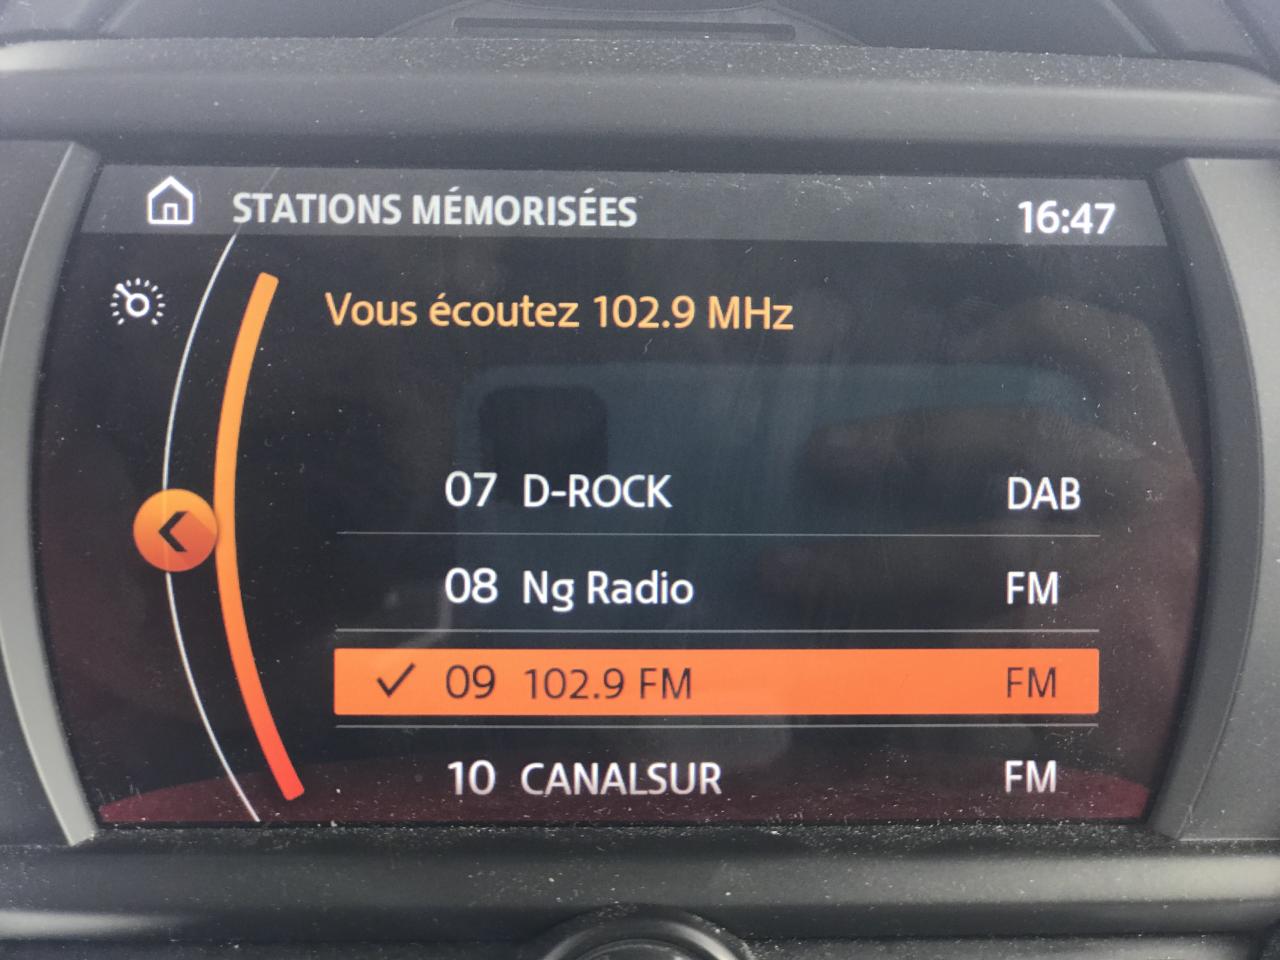 STATIONS MÉMORISÉES 16:47
Vous écoutez 102.9 MHz
07 D-ROCK DAB
08 Ng Radio FM
09 102.9 FM FM
10 CANALSUR FM